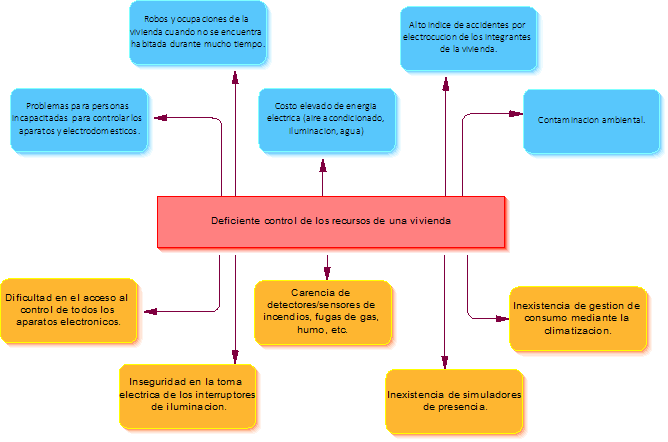 Robos y ocupaciones de la
vivienda cuando no se encuentra
habitada durante mucho tiempo.
Alto indice de accidentes por
electrocucion de los integrantes
de la vivienda.
Problemas para personas
incapacitadas para controlar los
aparatos y electrodomesticos.
Costo elevado de energia
electrica (aire acondicionado,
iluminacion, agua)
Contaminacion ambiental.
Deficiente control de los recursos de una vivienda
Dificultad en el acceso al
control de todos los
aparatos electronicos.
Carencia de
detectores/sensores de
incendios, fugas de gas,
humo, etc.
Inexistencia de gestion de
consumo mediante la
climatizacion.
Inseguridad en la toma
electrica de los interruptores
de iluminacion.
Inexistencia de simuladores
de presencia.